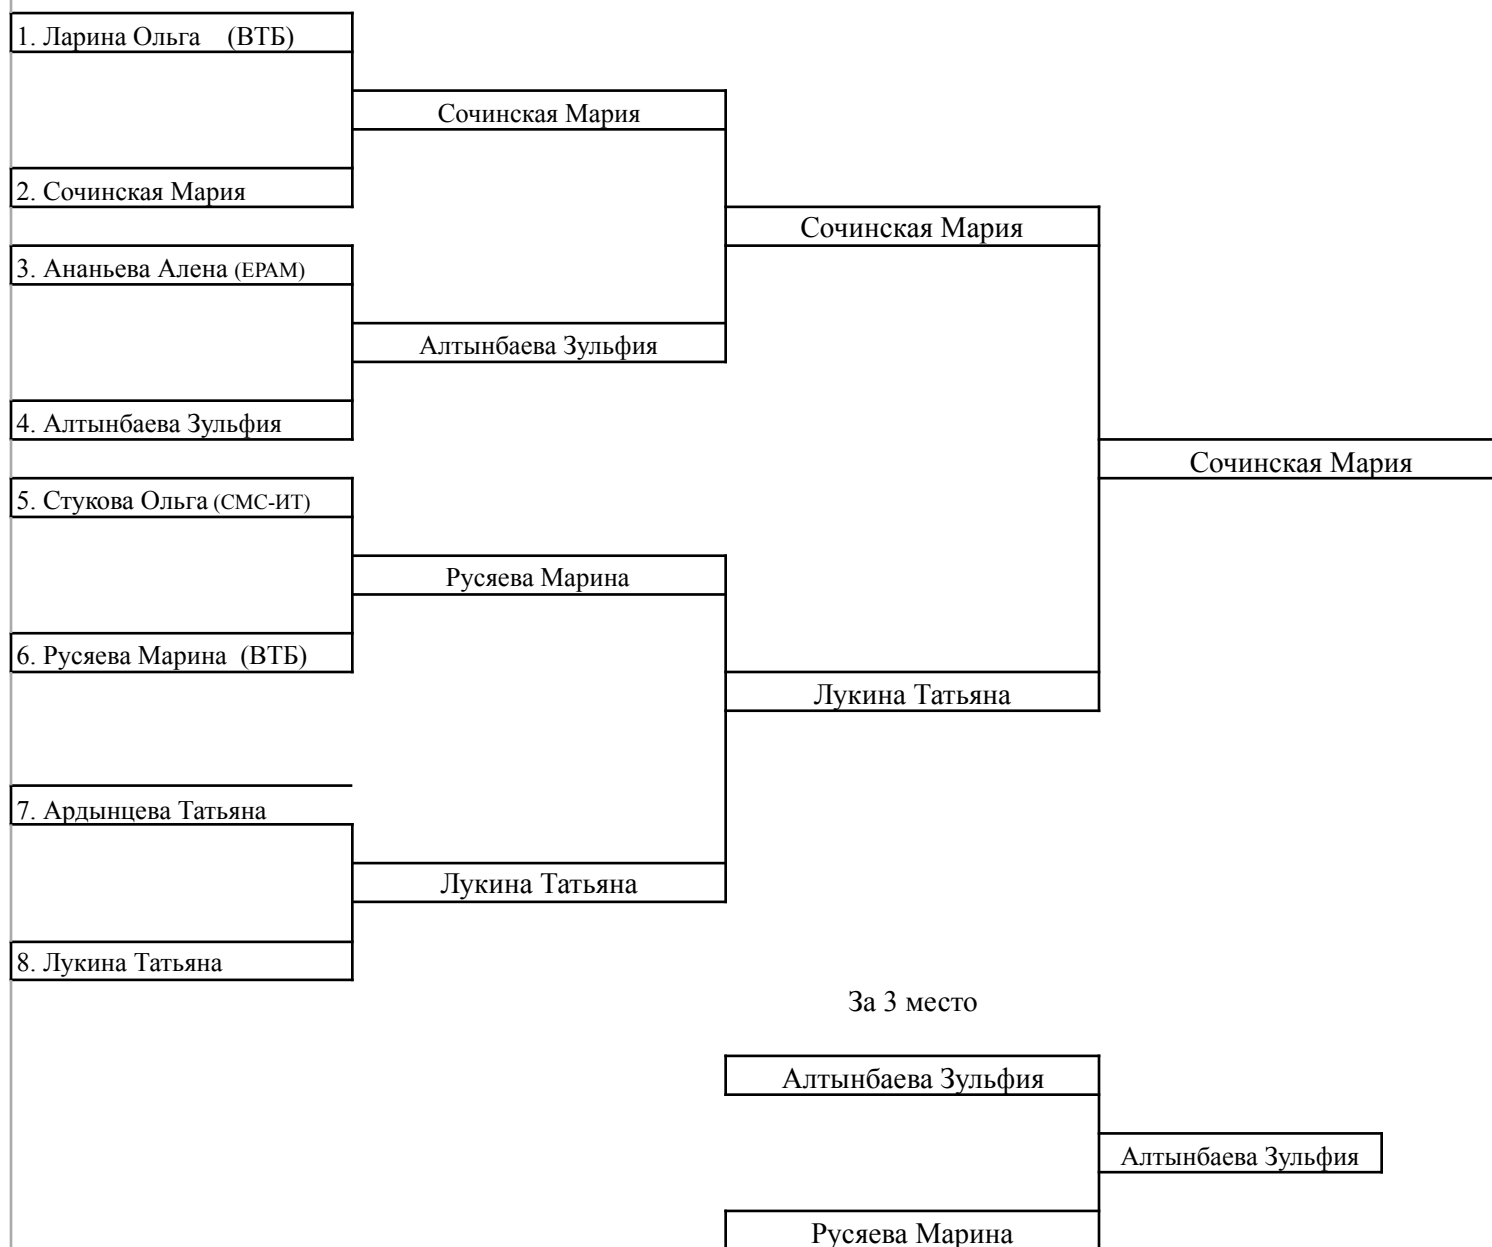 1. Ларина Ольга (ВТБ)
Сочинская Мария
2. Сочинская Мария
Сочинская Мария
3. Ананьева Алена (EPAM)
Алтынбаева Зульфия
4. Алтынбаева Зульфия
Сочинская Мария
5. Стукова Ольга (СМС-ИТ)
Русяева Марина
6. Русяева Марина (ВТБ)
Лукина Татьяна
7. Ардынцева Татьяна
Лукина Татьяна
8. Лукина Татьяна
За 3 место
Алтынбаева Зульфия
Алтынбаева Зульфия
Русяева Марина